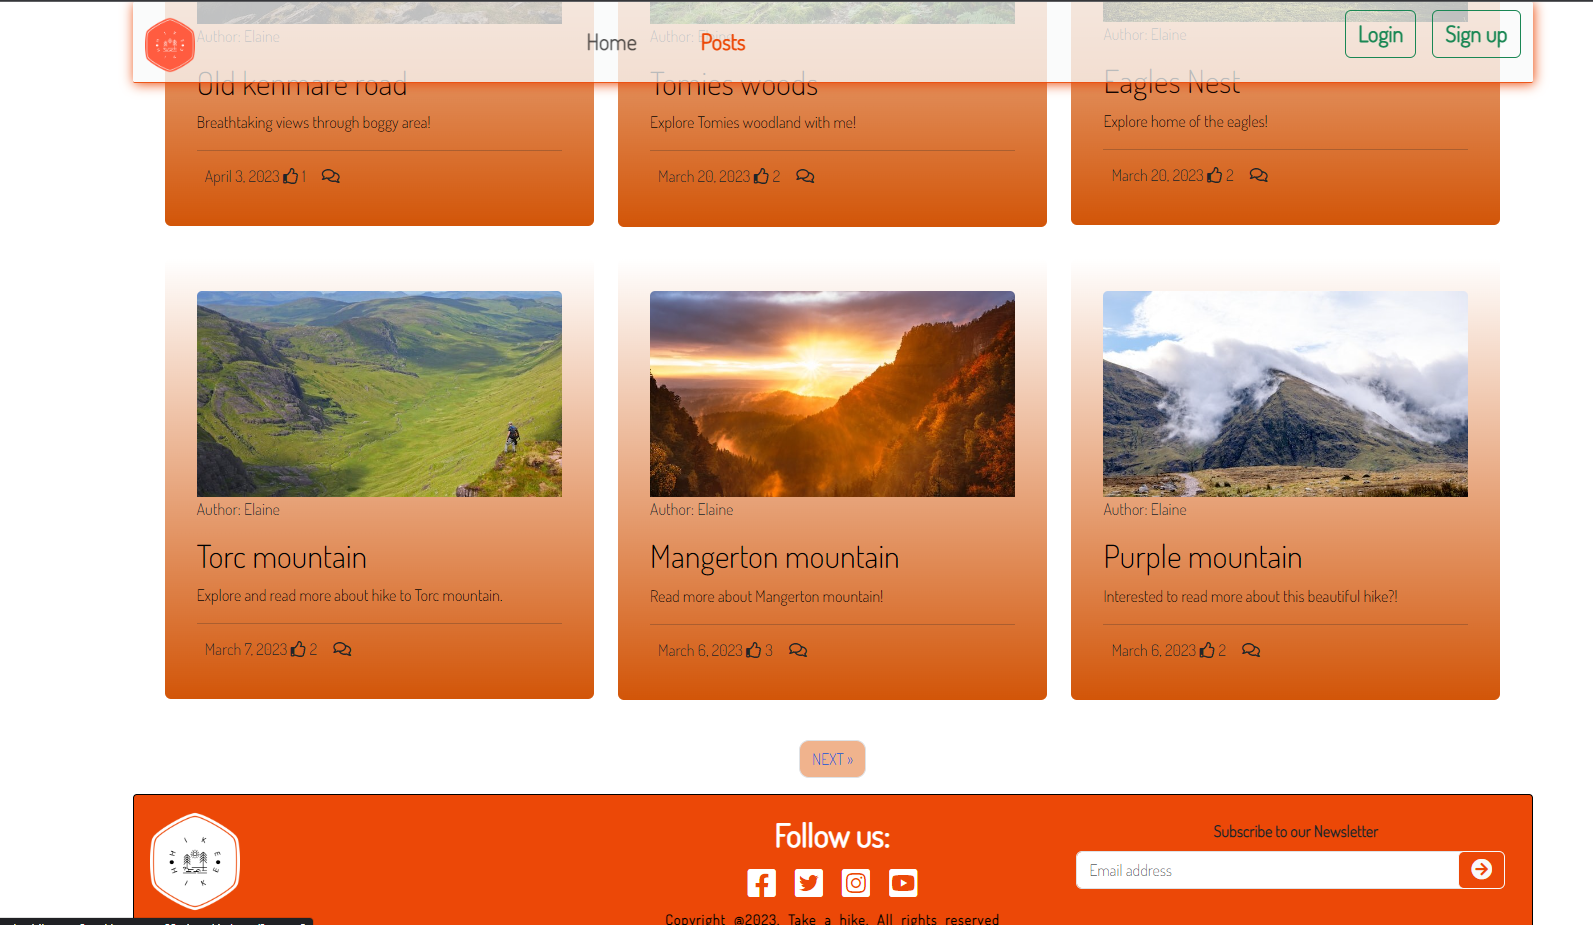 Home
Posts
Login
Sign up
Author: Elaine
Author: Elaine
Author: Elaine
Old kenmare road
Tomies woods
Eagles Nest
Breathtaking views through boggy area!
Explore Tomies woodland with me!
Explore home of the eagles!
April 3, 2023 1
March 20, 2023 2
March 20, 2023 2
Author: Elaine
Author: Elaine
Author: Elaine
Torc mountain
Mangerton mountain
Purple mountain
Explore and read more about hike to Torc mountain.
Read more about Mangerton mountain!
Interested to read more about this beautiful hike?!
March 7, 2023 2
March 6, 2023 3
March 6, 2023 2
NEXT »
Follow us:
Subscribe to our Newsletter
Email address
Copyright @2023. Take a hike. All rights reserved